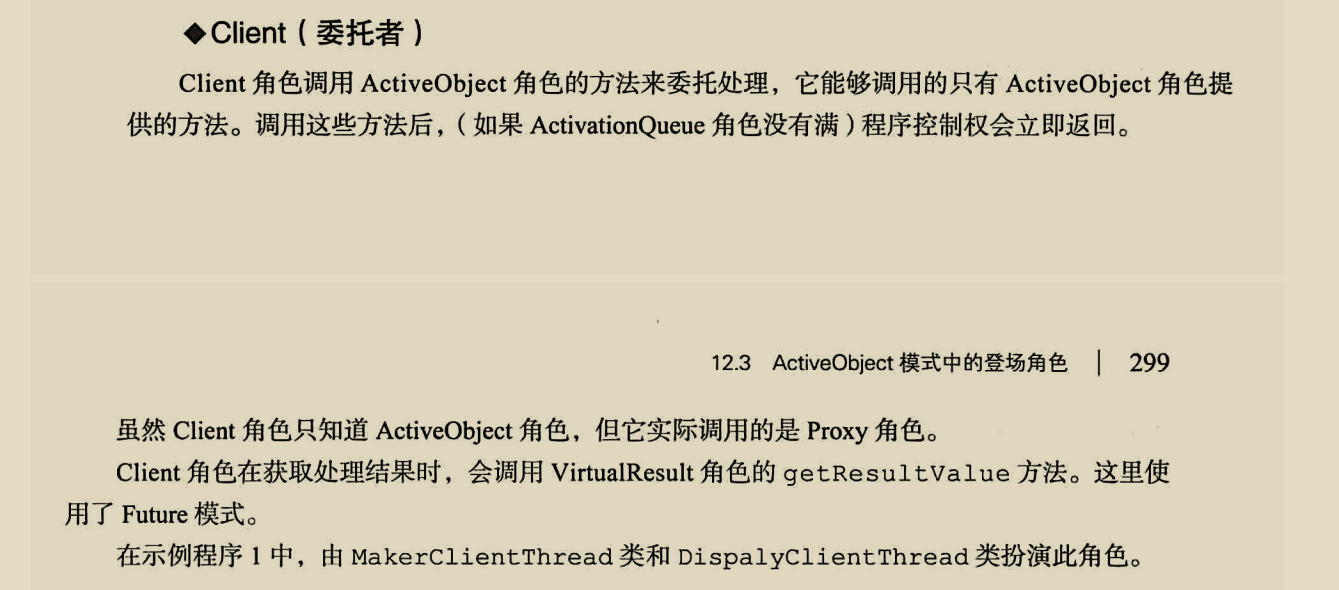 ◆Client（委托者）
Client 角色调用 ActiveObject 角色的方法来委托处理，它能够调用的只有 ActiveObject 角色提
供的方法。调用这些方法后，（如果 ActivationQueue 角色没有满）程序控制权会立即返回。
12.3 ActiveObject 模式中的登场角色 | 299
虽然 Client 角色只知道 ActiveObject 角色，但它实际调用的是 Proxy 角色。
Client 角色在获取处理结果时，会调用 VirtualResult 角色的 getResultValue 方法。这里使
用了 Future 模式。
在示例程序 1 中，由 MakerClientThread 类和 DispalyClientThread 类扮演此角色。